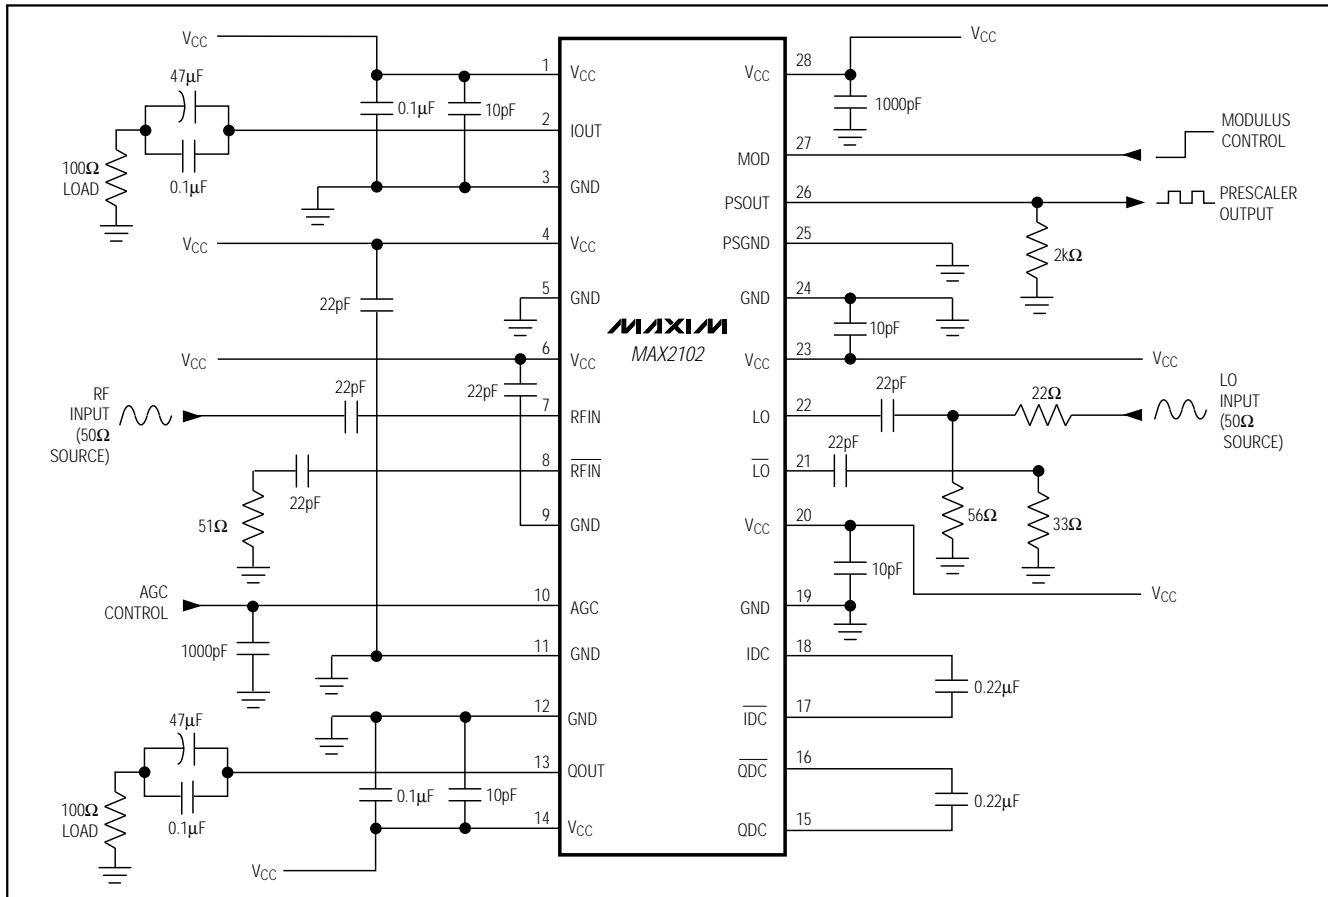 VCC
47µF
0.1µF
100Ω
LOAD
0.1µF
10pF
VCC
22pF
VCC
22pF
RF
INPUT
(50Ω
SOURCE)
22pF
22pF
51Ω
AGC
CONTROL
1000pF
47µF
0.1µF
100Ω
LOAD
0.1µF
10pF
VCC
1 VCC
2 IOUT
3 GND
4 VCC
5 GND
6 VCC
7 RFIN
8 RFIN
9 GND
10 AGC
11 GND
12 GND
13 QOUT
14 VCC
MAXIM
MAX2102
VCC 28
MOD 27
PSOUT 26
PSGND 25
GND 24
VCC 23
LO 22
LO 21
VCC 20
GND 19
IDC 18
IDC 17
QDC 16
QDC 15
VCC
1000pF
MODULUS
CONTROL
PRESCALER
OUTPUT
2kΩ
10pF
VCC
22pF
22Ω
LO
INPUT
(50Ω
SOURCE)
22pF
56Ω
33Ω
10pF
VCC
0.22µF
0.22µF